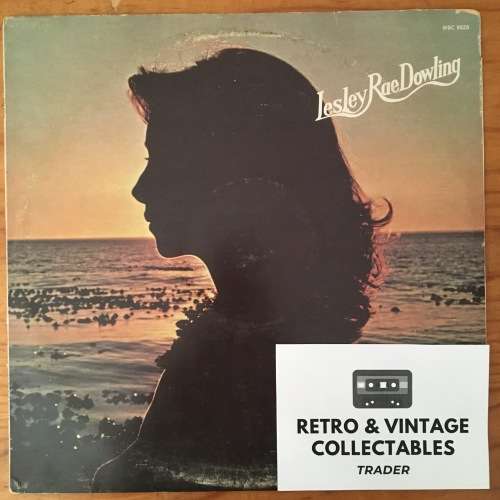 Lesley Rae Dowling
RETRO & VINTAGE
COLLECTABLES
TRADER